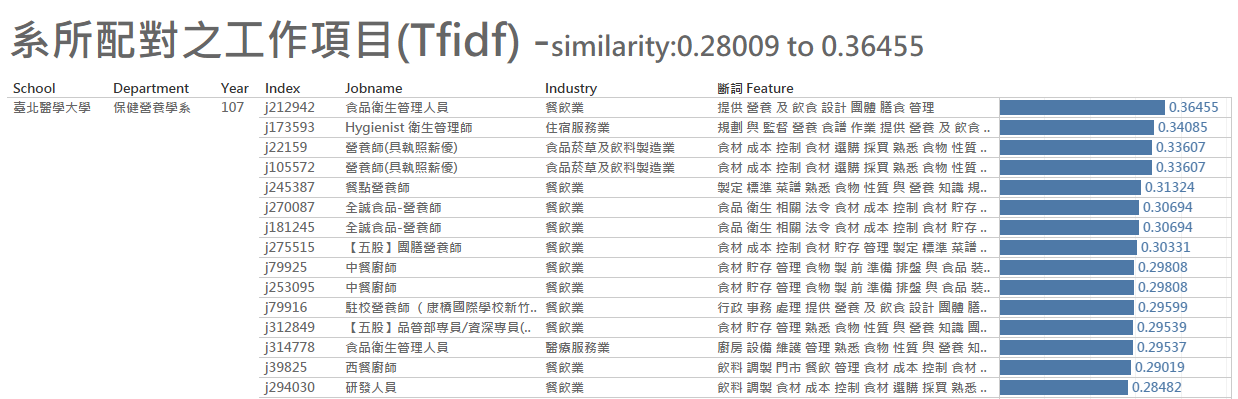 系所配對之工作項目(Tfidf) -similarity:0.28009 to 0.36455
School Department Year Index Jobname Industry 斷詞 Feature
臺北醫學大學 保健營養學系 107 j212942 食品衛生管理人員 餐飲業 提供 營養 及 飲食 設計 團體 膳食 管理 0.36455
j173593 Hygienist 衛生管理師 住宿服務業 規劃 與 監督 營養 食譜 作業 提供 營養 及 飲食 .. 0.34085
j22159 營養師(具執照薪優) 食品菸草及飲料製造業 食材 成本 控制 食材 選購 採買 熟悉 食物 性質 .. 0.33607
j105572 營養師(具執照薪優) 食品菸草及飲料製造業 食材 成本 控制 食材 選購 採買 熟悉 食物 性質 .. 0.33607
j245387 餐點營養師 餐飲業 製定 標準 菜譜 熟悉 食物 性質 與 營養 知識 規.. 0.31324
j270087 全誠食品-營養師 餐飲業 食品 衛生 相關 法令 食材 成本 控制 食材 貯存 .. 0.30694
j181245 全誠食品-營養師 餐飲業 食品 衛生 相關 法令 食材 成本 控制 食材 貯存 .. 0.30694
j275515 【五股】團膳營養師 餐飲業 食材 成本 控制 食材 貯存 管理 製定 標準 菜譜 .. 0.30331
j79925 中餐廚師 餐飲業 食材 貯存 管理 食物 製 前 準備 排盤 與 食品 裝.. 0.29808
j253095 中餐廚師 餐飲業 食材 貯存 管理 食物 製 前 準備 排盤 與 食品 裝.. 0.29808
j79916 駐校營養師 ( 康橋國際學校新竹.. 餐飲業 行政 事務 處理 提供 營養 及 飲食 設計 團體 膳.. 0.29599
j312849 【五股】品管部專員/資深專員(.. 餐飲業 食材 貯存 管理 熟悉 食物 性質 與 營養 知識 團.. 0.29539
j314778 食品衛生管理人員 醫療服務業 廚房 設備 維護 管理 熟悉 食物 性質 與 營養 知.. 0.29537
j39825 西餐廚師 餐飲業 飲料 調製 門市 餐飲 管理 食材 成本 控制 食材 .. 0.29019
j294030 研發人員 餐飲業 飲料 調製 食材 成本 控制 食材 選購 採買 熟悉 .. 0.28482